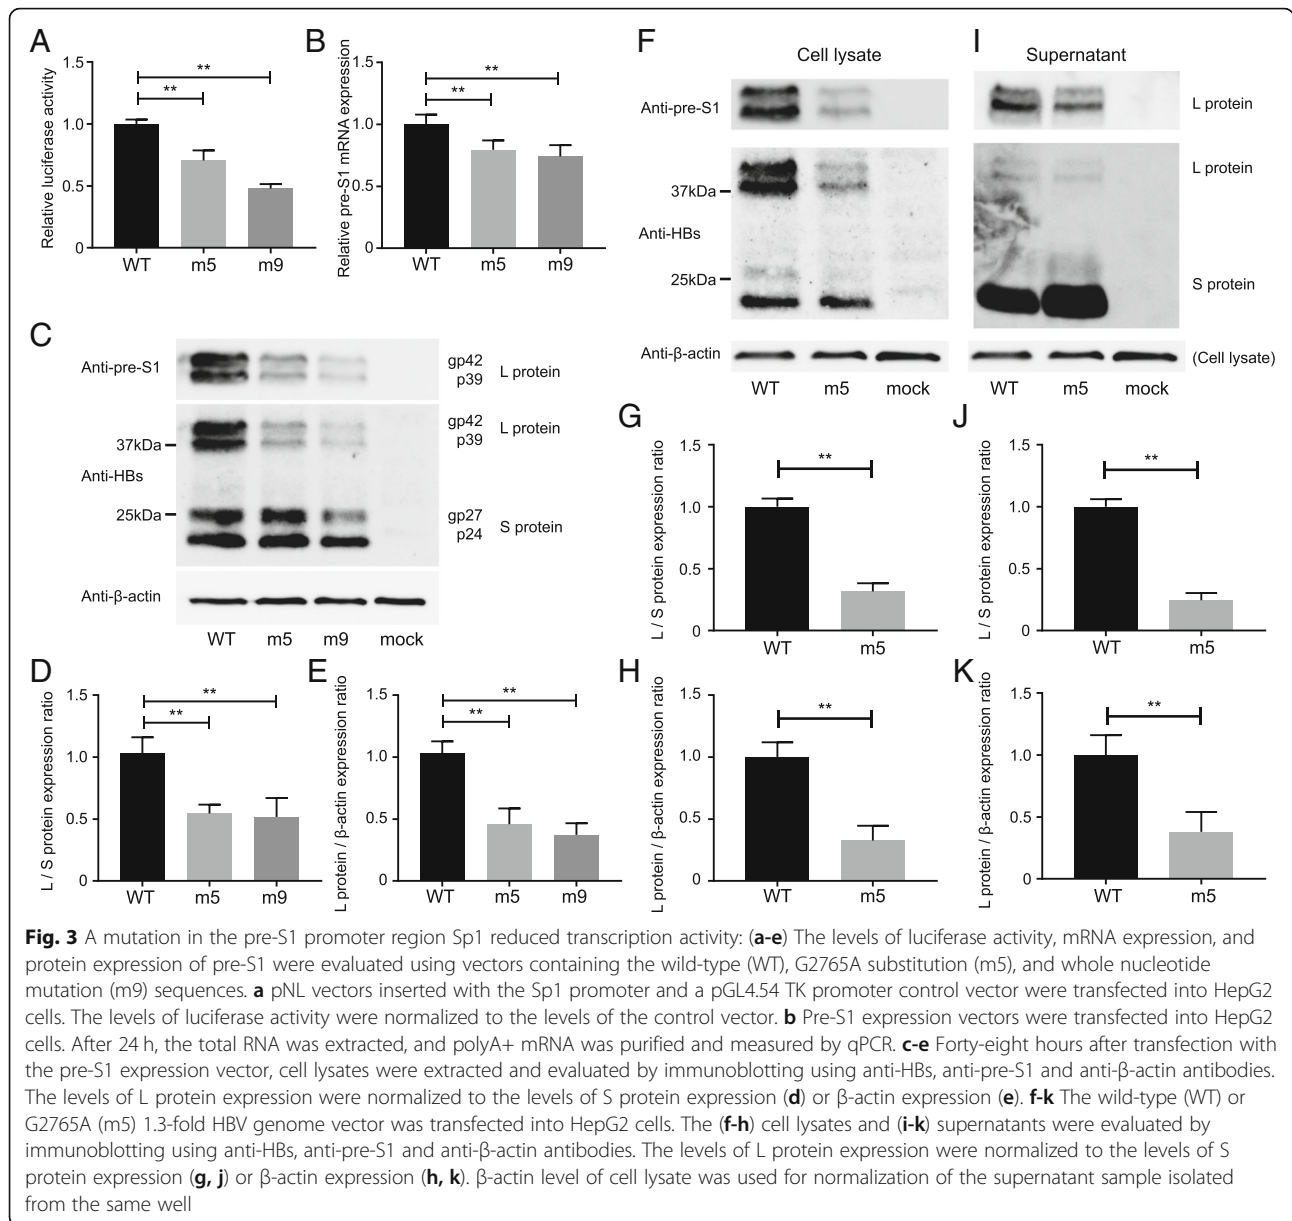 A
Relative luciferase activity
1.5
1.0
0.5
0
**
**
WT m5 m9
B
Relative pre-S1 mRNA expression
1.5
1.0
0.5
0
**
**
WT m5 m9
C
Anti-pre-S1
gp42
p39
L protein
gp42
p39
L protein
37kDa
Anti-HBs
25kDa
gp27
p24
S protein
Anti-β-actin
WT m5 m9 mock
D
L / S protein expression ratio
1.5
1.0
0.5
0
**
**
WT m5 m9
E
L protein / β-actin expression ratio
1.5
1.0
0.5
0
**
**
WT m5 m9
F
Cell lysate
Anti-pre-S1
37kDa
Anti-HBs
25kDa
Anti-β-actin
WT m5 mock
I
Supernatant
L protein
L protein
S protein
(Cell lysate)
WT m5 mock
G
L / S protein expression ratio
1.5
1.0
0.5
0
**
WT m5
J
L / S protein expression ratio
1.5
1.0
0.5
0
**
WT m5
H
L protein / β-actin expression ratio
1.5
1.0
0.5
0
**
WT m5
K
L protein / β-actin expression ratio
1.5
1.0
0.5
0
**
WT m5
Fig. 3 A mutation in the pre-S1 promoter region Sp1 reduced transcription activity: (a-e) The levels of luciferase activity, mRNA expression, and
protein expression of pre-S1 were evaluated using vectors containing the wild-type (WT), G2765A substitution (m5), and whole nucleotide
mutation (m9) sequences. a pNL vectors inserted with the Sp1 promoter and a pGL4.54 TK promoter control vector were transfected into HepG2
cells. The levels of luciferase activity were normalized to the levels of the control vector. b Pre-S1 expression vectors were transfected into HepG2
cells. After 24 h, the total RNA was extracted, and polyA+ mRNA was purified and measured by qPCR. c-e Forty-eight hours after transfection with
the pre-S1 expression vector, cell lysates were extracted and evaluated by immunoblotting using anti-HBs, anti-pre-S1 and anti-β-actin antibodies.
The levels of L protein expression were normalized to the levels of S protein expression (d) or β-actin expression (e). f-k The wild-type (WT) or
G2765A (m5) 1.3-fold HBV genome vector was transfected into HepG2 cells. The (f-h) cell lysates and (i-k) supernatants were evaluated by
immunoblotting using anti-HBs, anti-pre-S1 and anti-β-actin antibodies. The levels of L protein expression were normalized to the levels of S
protein expression (g, j) or β-actin expression (h, k). β-actin level of cell lysate was used for normalization of the supernatant sample isolated
from the same well